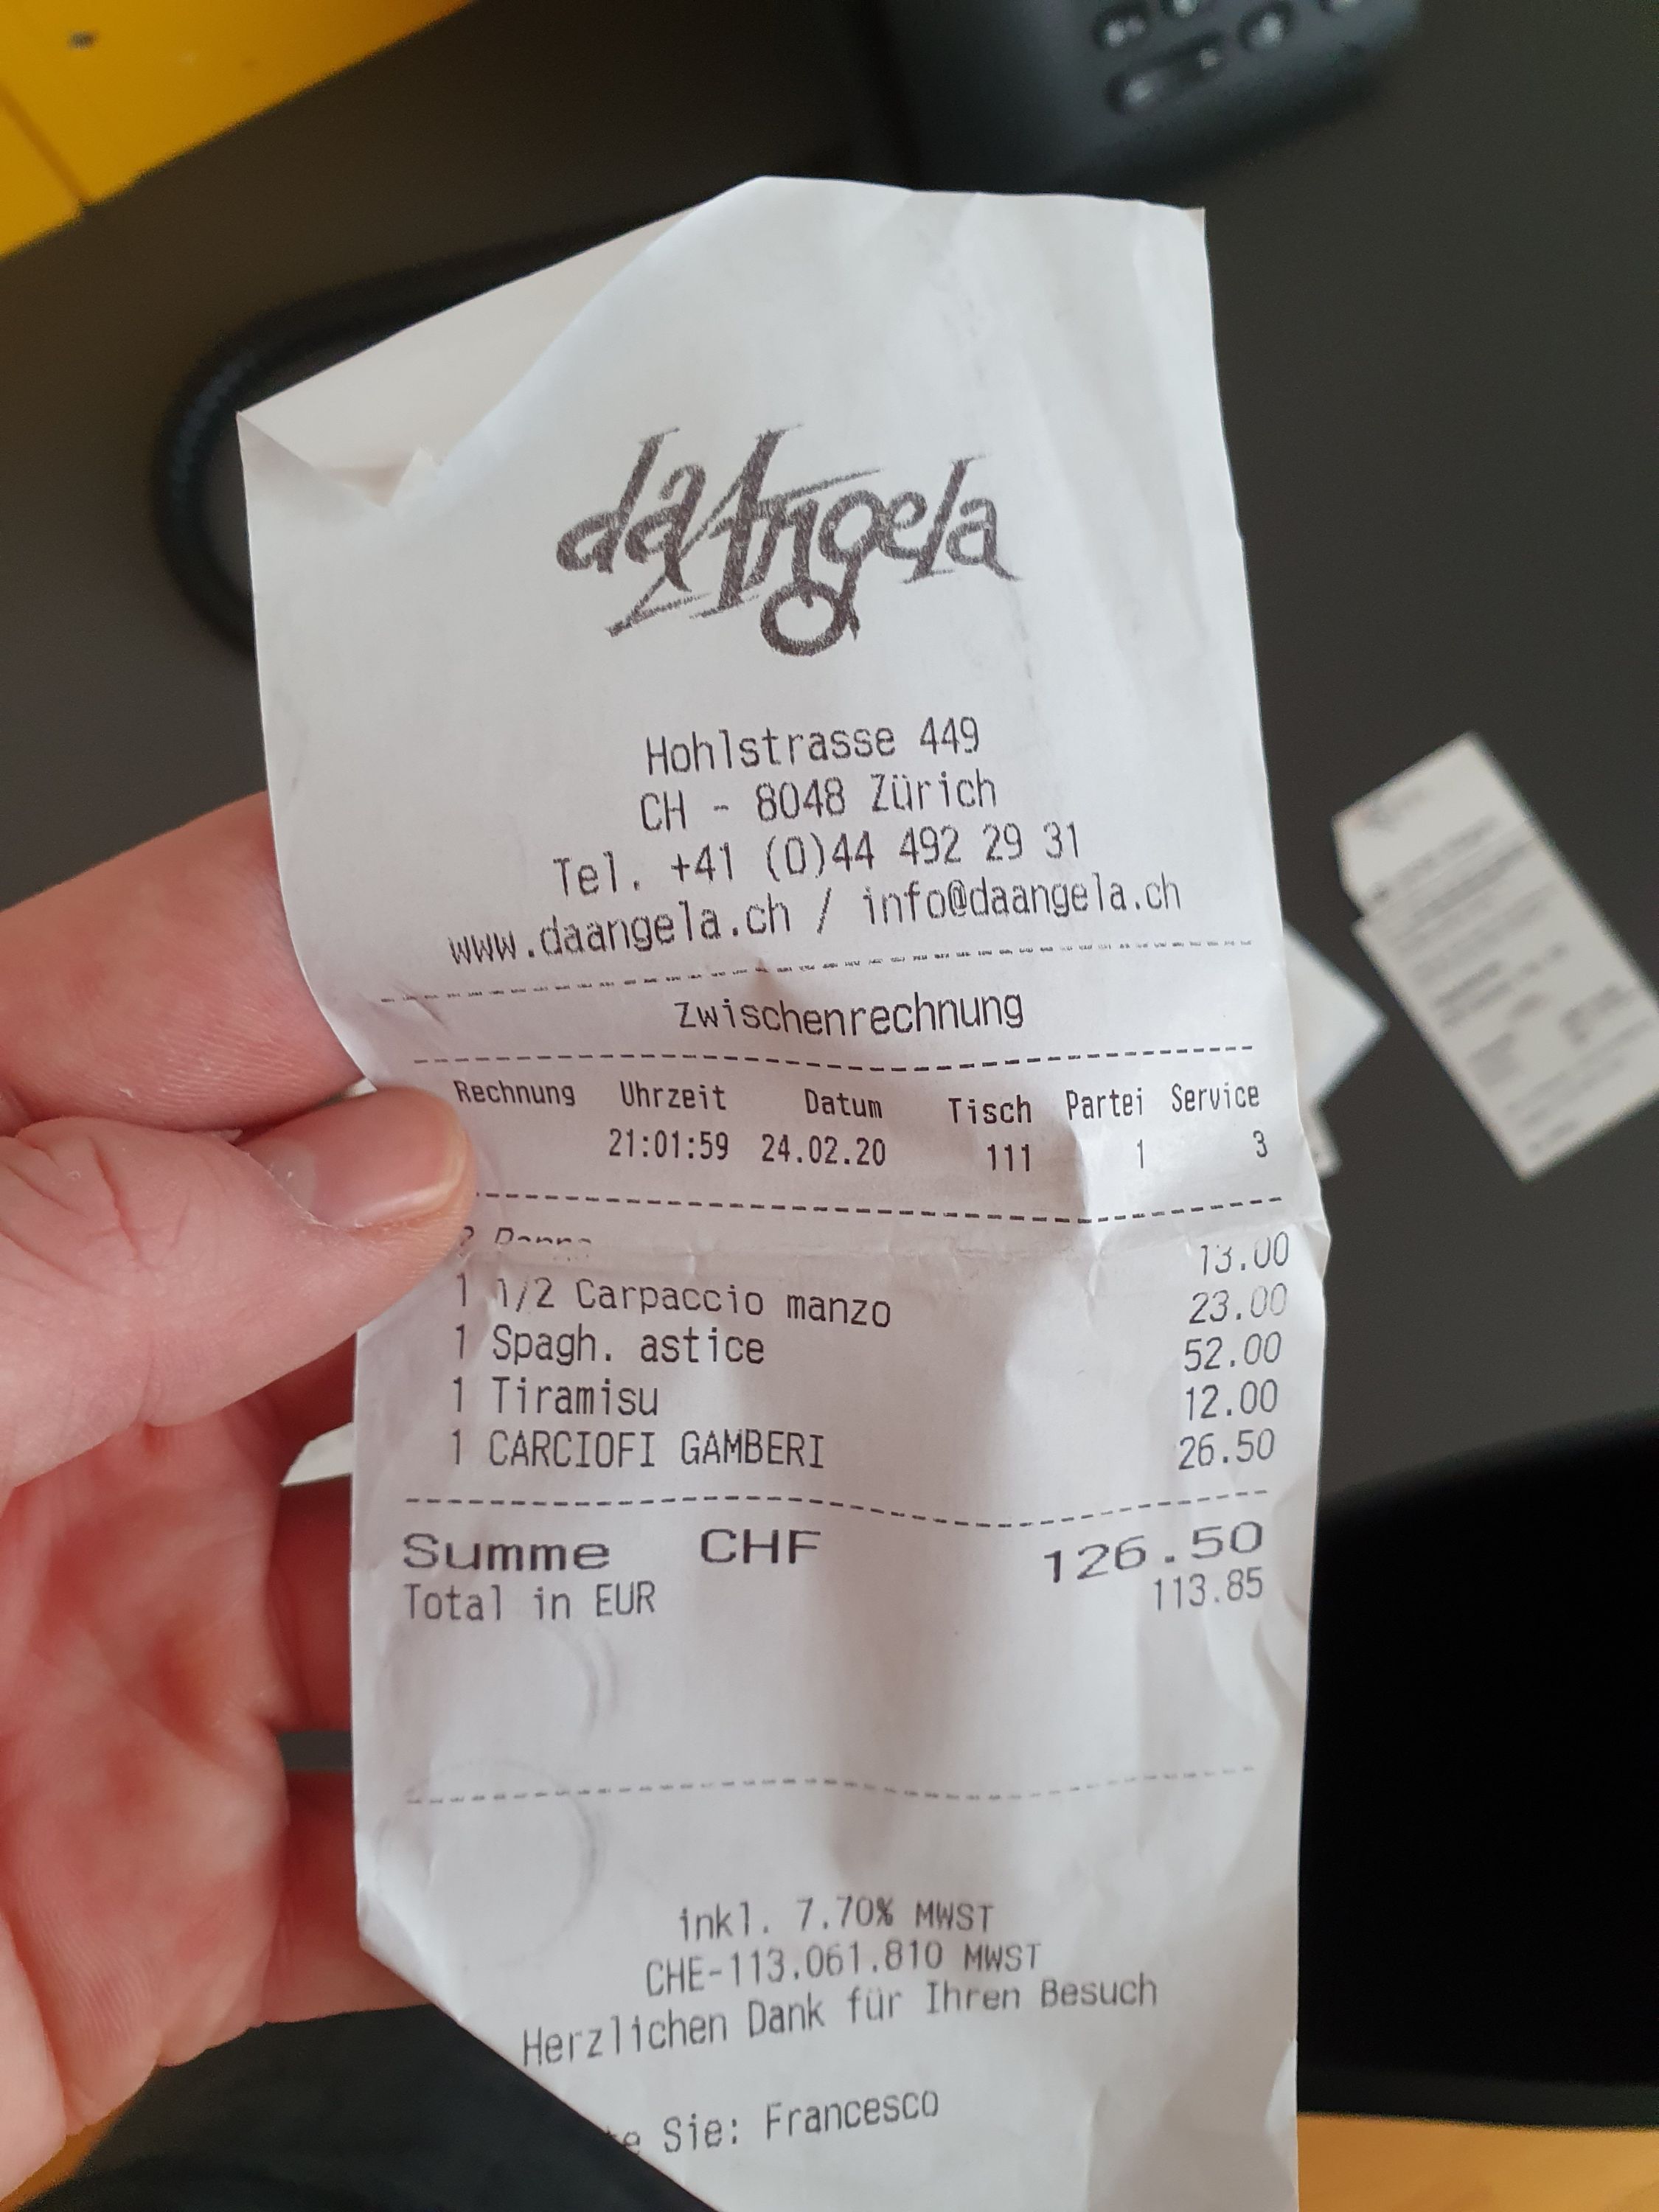 daAngela
Hohlstrasse 449
CH - 8048 Zürich
Tel. +41 (0)44 492 29 31
www.daangela.ch / info@daangela.ch
Zwischenrechnung
Rechnung Uhrzeit Datum Tisch Partei Service
21:01:59 24.02.20 111 1 3
13.00
1 1/2 Carpaccio manzo 23.00
1 Spagh. astice 52.00
1 Tiramisu 12.00
1 CARCIOFI GAMBERI 26.50
Summe CHF 126.50
Total in EUR 113.85
inkl. 7.70% MWST
CHE-113.061.810 MWST
Herzlichen Dank für Ihren Besuch
Sie: Francesco